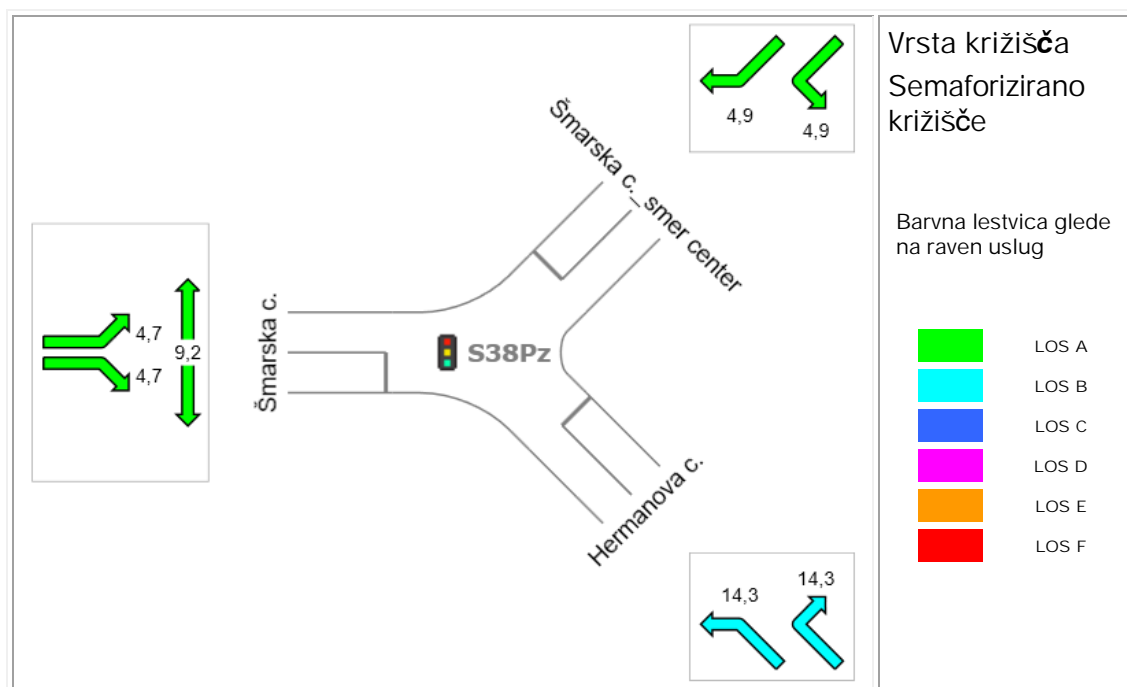 4,9
4,9
Šmarska c._smer center
4,7
9,2
4,7
Šmarska c.
S38Pz
Hermanova c.
14,3
14,3
Vrsta križišča
Semaforizirano
križišče
Barvna lestvica glede
na raven uslug
LOS A
LOS B
LOS C
LOS D
LOS E
LOS F